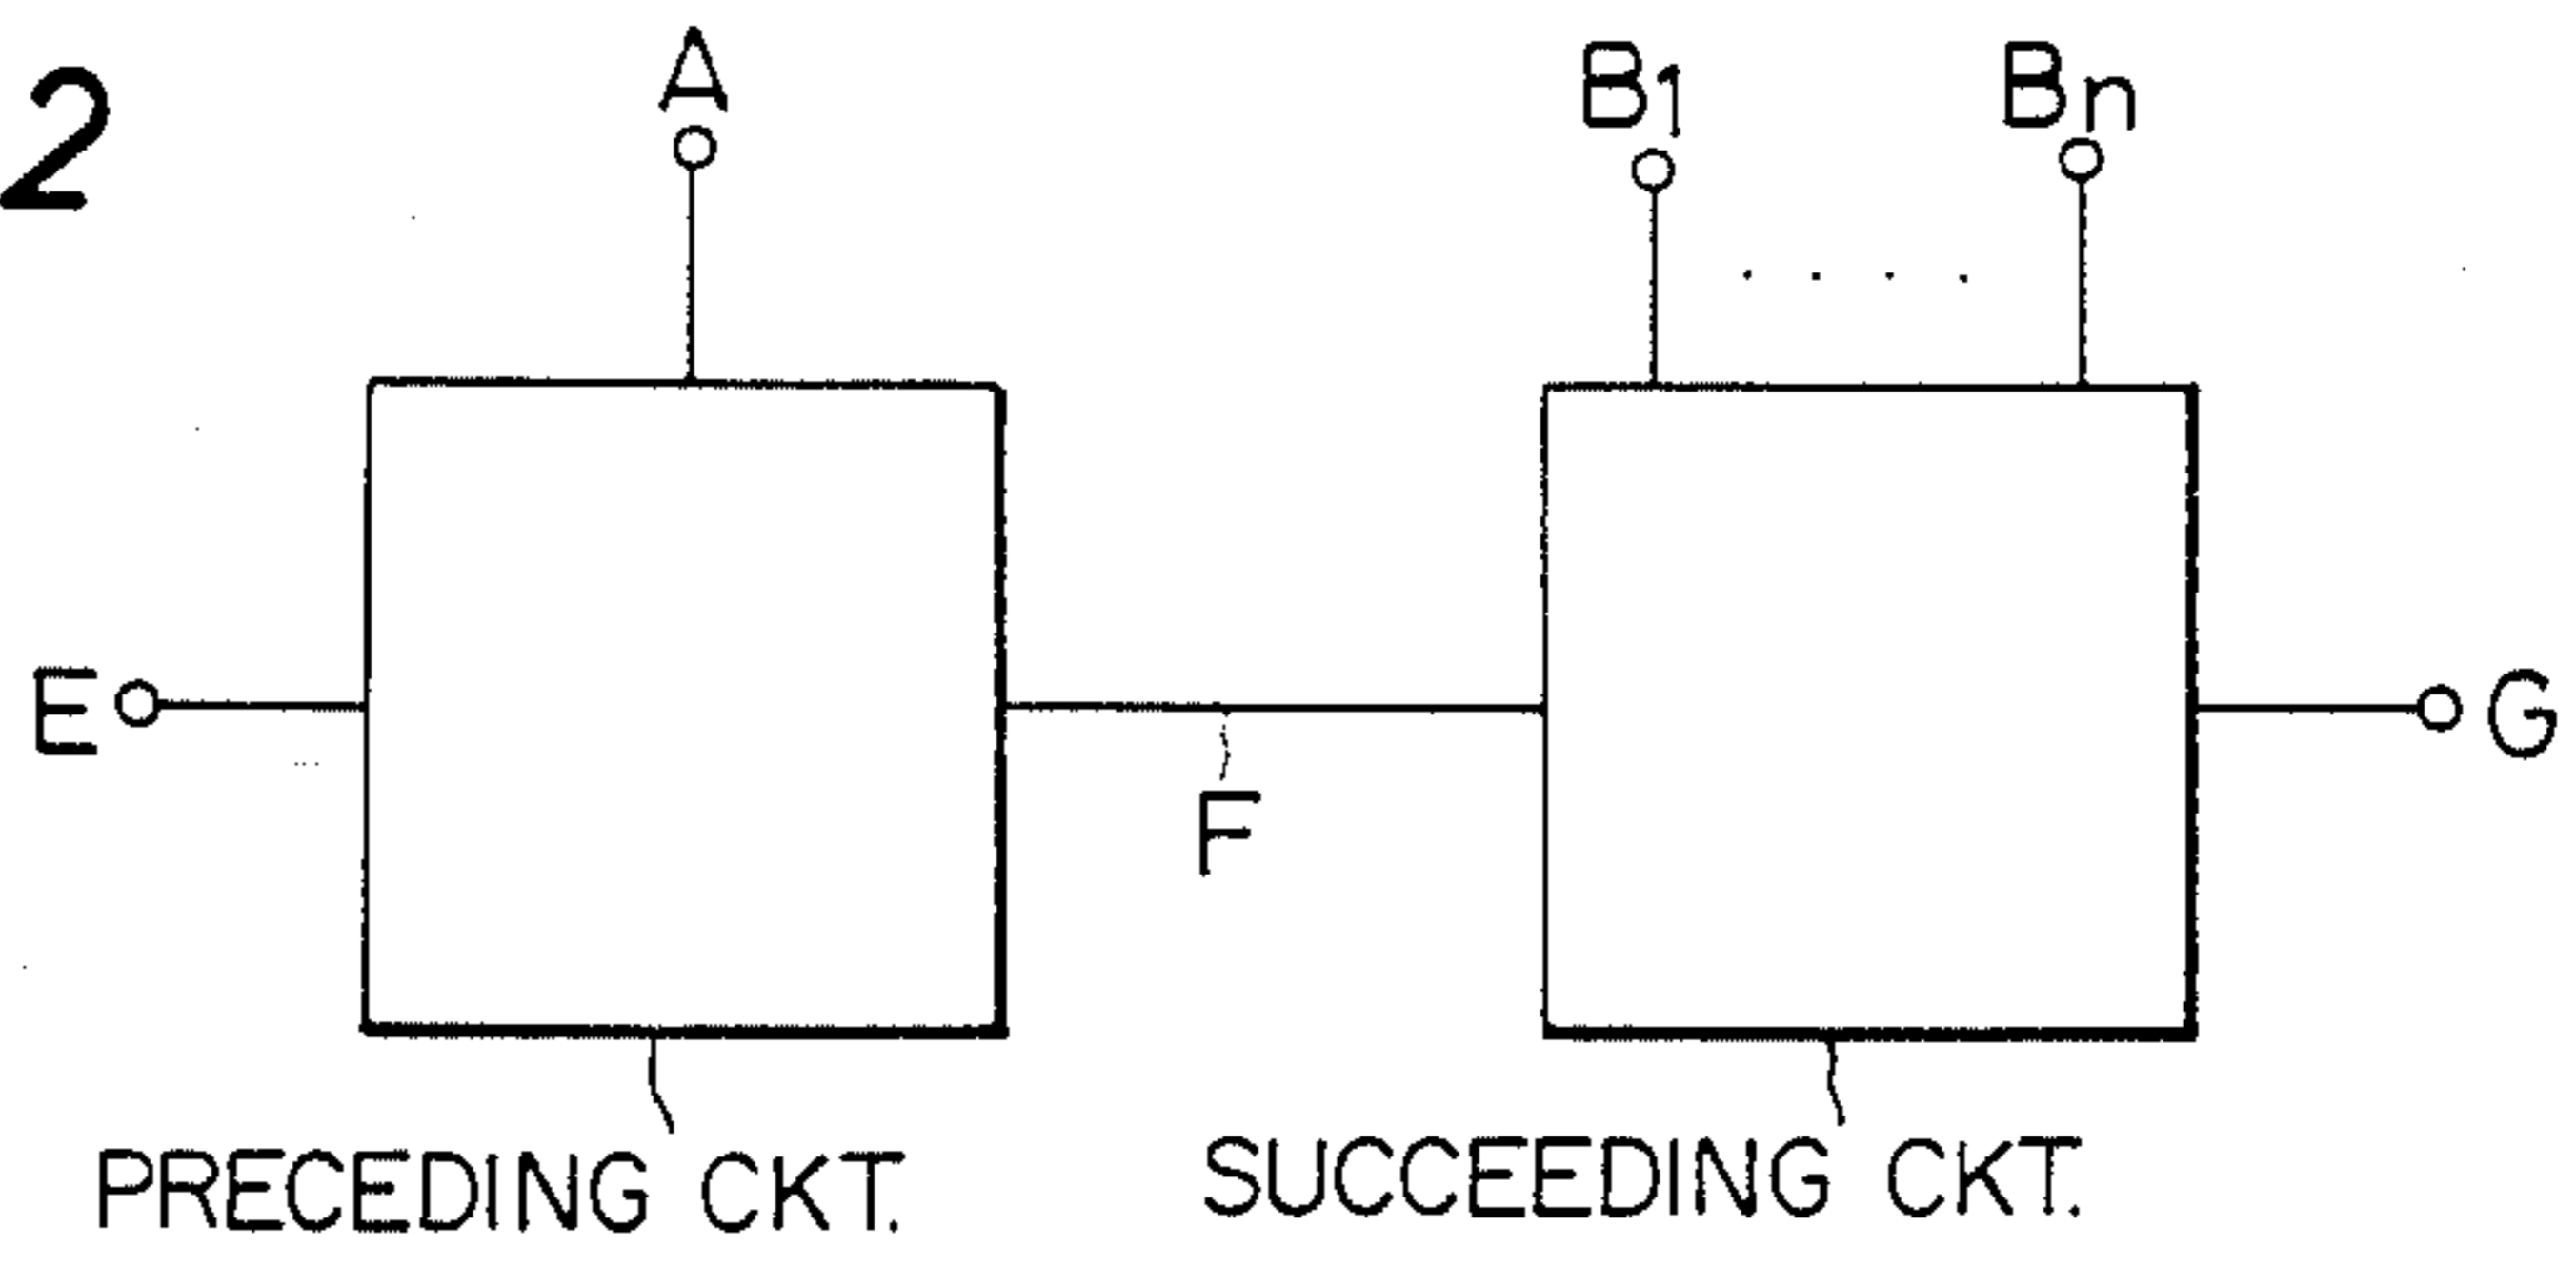 2
A
B1 . . . . Bn
E
G
F
PRECEDING CKT.
SUCCEEDING CKT.